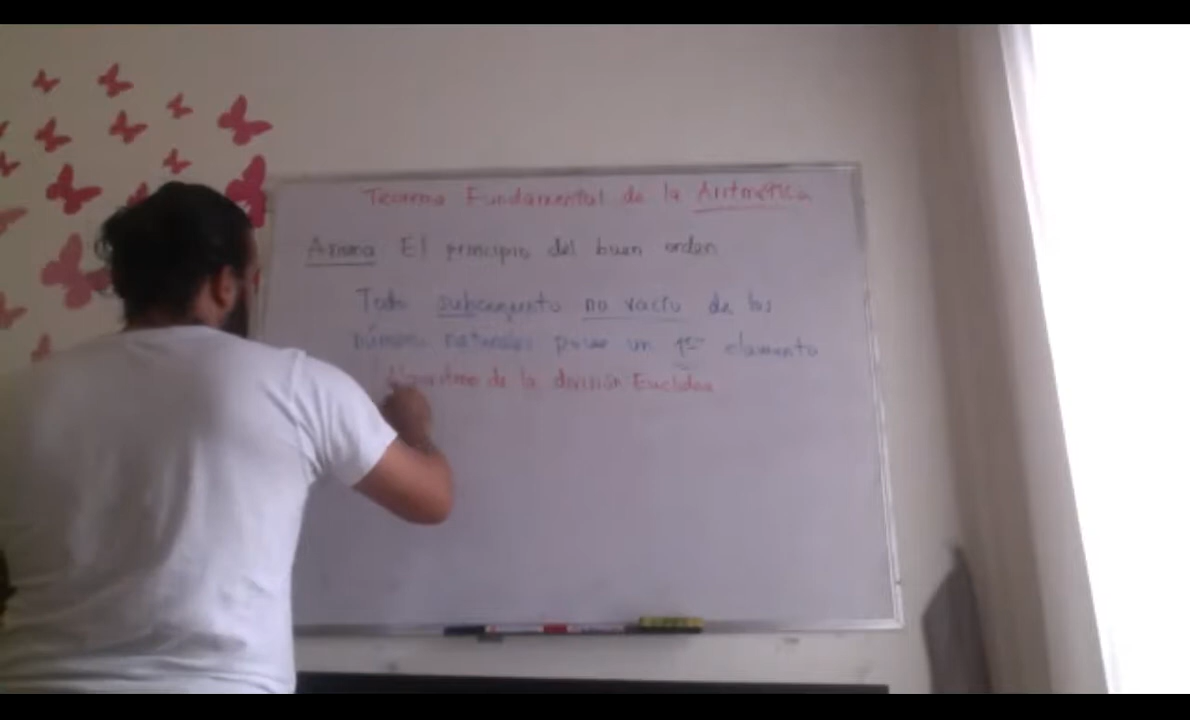 Teorema Fundamental de la Aritmética
Axioma El principio del buen orden
Todo subconjunto no vacío de los
números naturales posee un 1er elemento
Algoritmo de la división Euclidea